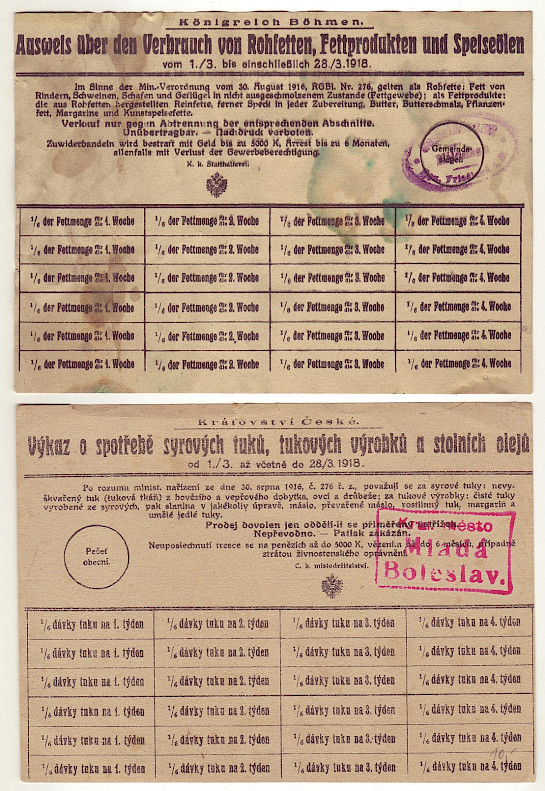 Königreich Böhmen.
Ausweis über den Verbrauch von Rohfetten, Fettprodukten und Speiseölen
vom 1./3. bis einschließlich 28./3.1918.
Im Sinne der Min.-Verordnung vom 30. August 1916, RGBl. Nr. 276, gelten als Rohfette: Fett von
Rindern, Schweinen, Schafen und Geflügel in nicht ausgeschmolzenem Zustande (Fettgewebe); als Fettprodukte:
die aus Rohfetten hergestellten Reinfette, ferner Speck in jeder Zubereitung, Butter, Butterschmalz, Pflanzen-
fett, Margarine und Kunstspeisefette.
Verkauf nur gegen Abtrennung der entsprechenden Abschnitte.
Unübertragbar. — Nachdruck verboten.
Zuwiderhandeln wird bestraft mit Geld bis zu 5000 K, Arrest bis zu 6 Monaten,
allenfalls mit Verlust der Gewerbeberechtigung.
K. k. Statthalterei.
Gemeinde-
siegel
1/6 der Fettmenge für 1. Woche 1/6 der Fettmenge für 2. Woche 1/6 der Fettmenge für 3. Woche 1/6 der Fettmenge für 4. Woche
1/6 der Fettmenge für 1. Woche 1/6 der Fettmenge für 2. Woche 1/6 der Fettmenge für 3. Woche 1/6 der Fettmenge für 4. Woche
1/6 der Fettmenge für 1. Woche 1/6 der Fettmenge für 2. Woche 1/6 der Fettmenge für 3. Woche 1/6 der Fettmenge für 4. Woche
1/6 der Fettmenge für 1. Woche 1/6 der Fettmenge für 2. Woche 1/6 der Fettmenge für 3. Woche 1/6 der Fettmenge für 4. Woche
1/6 der Fettmenge für 1. Woche 1/6 der Fettmenge für 2. Woche 1/6 der Fettmenge für 3. Woche 1/6 der Fettmenge für 4. Woche
1/6 der Fettmenge für 1. Woche 1/6 der Fettmenge für 2. Woche 1/6 der Fettmenge für 3. Woche 1/6 der Fettmenge für 4. Woche
Království České.
Výkaz o spotřebě syrových tuků, tukových výrobků a stolních olejů
od 1./3. až včetně do 28/3.1918.
Po rozumu minist. nařízení ze dne 30. srpna 1916, č. 276 ř. z., považují se za syrové tuky: nevy-
škvařený tuk (tuková tkáň) z hovězího a vepřového dobytka, ovcí a drůbeže; za tukové výrobky: čisté tuky
vyrobené ze syrových, pak slanina v jakékoliv úpravě, máslo, převařené máslo, rostlinný tuk, margarin a
umělé jedlé tuky.
Prodej dovolen jen oddělí-li se přiměřený ústřižek.
Nepřevodno. — Patisk zakázán.
Neuposlechnutí tresce se na penězích až do 5000 K, vězením až do 6 měsíců, případně
ztrátou živnostenského oprávnění.
C. k. místodržitelství.
Pečeť
obecní.
Král. město
Mladá
Boleslav.
1/6 dávky tuku na 1. týden 1/6 dávky tuku na 2. týden 1/6 dávky tuku na 3. týden 1/6 dávky tuku na 4. týden
1/6 dávky tuku na 1. týden 1/6 dávky tuku na 2. týden 1/6 dávky tuku na 3. týden 1/6 dávky tuku na 4. týden
1/6 dávky tuku na 1. týden 1/6 dávky tuku na 2. týden 1/6 dávky tuku na 3. týden 1/6 dávky tuku na 4. týden
1/6 dávky tuku na 1. týden 1/6 dávky tuku na 2. týden 1/6 dávky tuku na 3. týden 1/6 dávky tuku na 4. týden
1/6 dávky tuku na 1. týden 1/6 dávky tuku na 2. týden 1/6 dávky tuku na 3. týden 1/6 dávky tuku na 4. týden
10.-
1/6 dávky tuku na 1. týden 1/6 dávky tuku na 2. týden 1/6 dávky tuku na 3. týden 1/6 dávky tuku na 4. týden